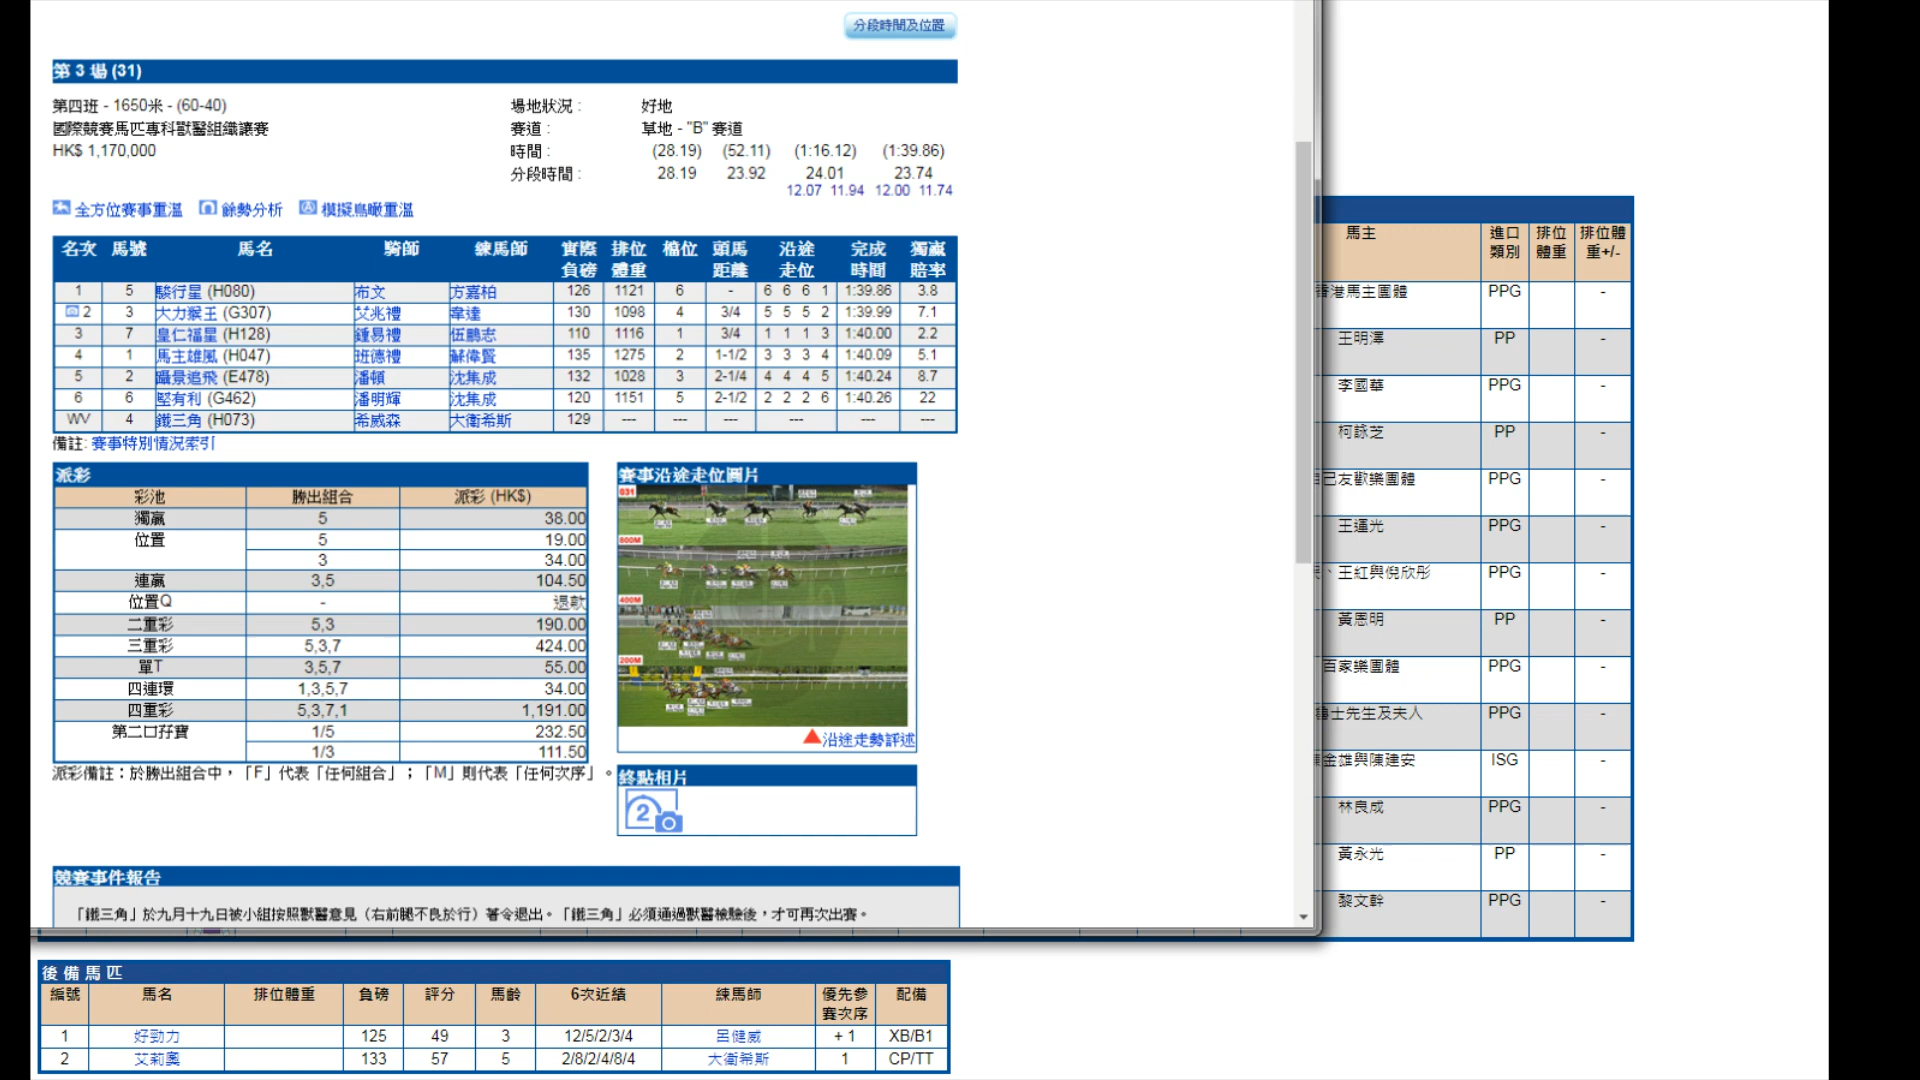 分段時間及位置
第 3 場 (31)
第四班 - 1650米 - (60-40)
場地狀況 :
好地
國際競賽馬匹專科獸醫組織讓賽
賽道 :
草地 - "B" 賽道
HK$ 1,170,000
時間 :
(28.19) (52.11) (1:16.12) (1:39.86)
分段時間 :
28.19 23.92 24.01 23.74
12.07 11.94 12.00 11.74
全方位賽事重溫 餘勢分析 模擬鳥瞰重溫
名次 馬號 馬名 騎師 練馬師 實際負磅 排位體重 檔位 頭馬距離 沿途走位 完成時間 獨贏賠率
1 5 駿行星 (H080) 布文 方嘉柏 126 1121 6 - 6 6 6 1 1:39.86 3.8
2 3 大力猴王 (G307) 艾兆禮 韋達 130 1098 4 3/4 5 5 5 2 1:39.99 7.1
3 7 皇仁福星 (H128) 鍾易禮 伍鵬志 110 1116 1 3/4 1 1 1 3 1:40.00 2.2
4 1 馬主雄風 (H047) 班德禮 蘇偉賢 135 1275 2 1-1/2 3 3 3 4 1:40.09 5.1
5 2 躡景追飛 (E478) 潘頓 沈集成 132 1028 3 2-1/4 4 4 4 5 1:40.24 8.7
6 6 堅有利 (G462) 潘明輝 沈集成 120 1151 5 2-1/2 2 2 2 6 1:40.26 22
WV 4 鐵三角 (H073) 希威森 大衛希斯 129 --- --- --- --- --- ---
備註: 賽事特別情況索引
派彩
彩池 勝出組合 派彩 (HK$)
獨贏 5 38.00
位置 5 19.00
3 34.00
連贏 3,5 104.50
位置Q - 退款
二重彩 5,3 190.00
三重彩 5,3,7 424.00
單T 3,5,7 55.00
四連環 1,3,5,7 34.00
四重彩 5,3,7,1 1,191.00
第二口孖寶 1/5 232.50
1/3 111.50
派彩備註：於勝出組合中，「F」代表「任何組合」；「M」則代表「任何次序」。
賽事沿途走位圖片
031
800M
400M
200M
沿途走勢評述
終點相片
2
競賽事件報告
「鐵三角」於九月十九日被小組按照獸醫意見（右前腿不良於行）著令退出。「鐵三角」必須通過獸醫檢驗後，才可再次出賽。
馬主 進口類別 排位體重 排位體重+/-
香港馬主團體 PPG -
王明澤 PP -
李國華 PPG -
柯詠芝 PP -
己友歡樂團體 PPG -
王運光 PPG -
、王紅與倪欣彤 PPG -
黃恩明 PP -
百家樂團體 PPG -
士先生及夫人 PPG -
金雄與陳建安 ISG -
林良成 PPG -
黃永光 PP -
黎文幹 PPG -
後備馬匹
編號 馬名 排位體重 負磅 評分 馬齡 6次近績 練馬師 優先參賽次序 配備
1 好勁力 125 49 3 12/5/2/3/4 呂健威 + 1 XB/B1
2 艾莉奧 133 57 5 2/8/2/4/8/4 大衛希斯 1 CP/TT